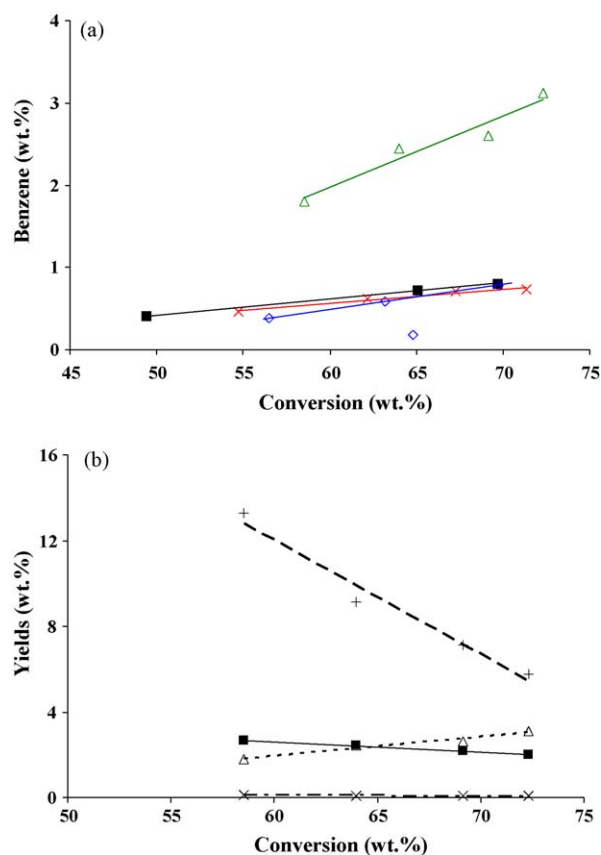 (a)
Benzene (wt.%)
4
3
2
1
0
45 50 55 60 65 70 75
Conversion (wt.%)
(b)
Yields (wt.%)
16
12
8
4
0
50 55 60 65 70 75
Conversion (wt.%)